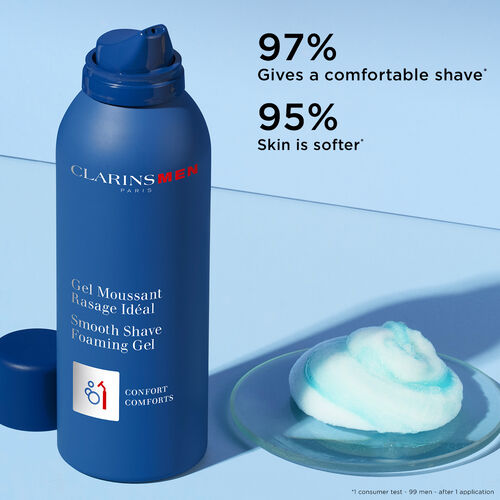 97%
Gives a comfortable shave*
95%
Skin is softer*
CLARINSMEN
PARIS
Gel Moussant
Rasage Idéal
Smooth Shave
Foaming Gel
CONFORT
COMFORTS
*1 consumer test - 99 men - after 1 application